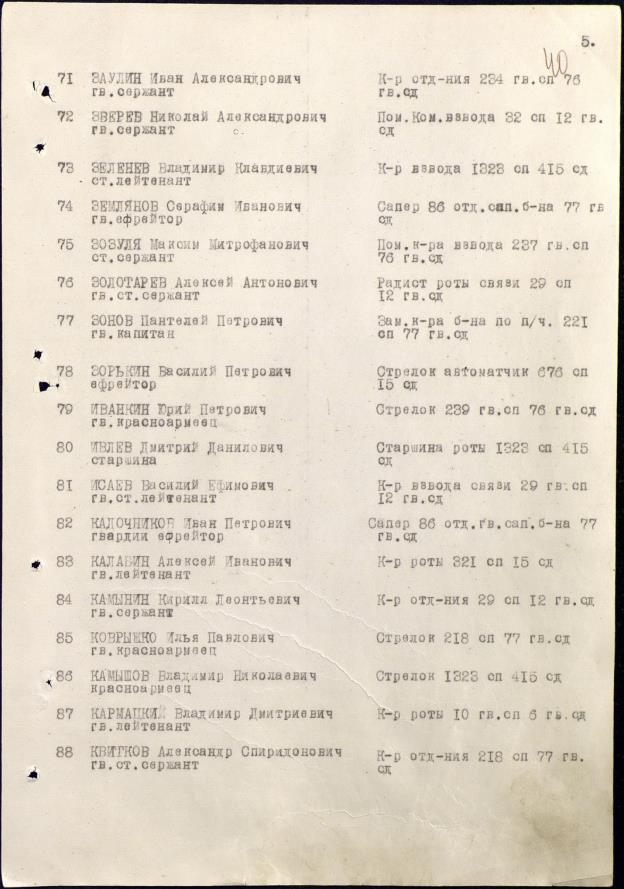 5.
40
71 ЗАУЛИН Иван Александрович К-р отд-ния 234 гв.сп 76
гв.сержант гв.сд
72 ЗВЕРЕВ Николай Александрович Пом.Ком.взвода 32 сп 12 гв.
гв.сержант сд
73 ЗЕЛЕНЕВ Владимир Клавдиевич К-р взвода 1323 сп 415 сд
ст.лейтенант
74 ЗЕМЛЯНОВ Серафим Иванович Сапер 86 отд.сап.б-на 77 гв
гв.ефрейтор сд
75 ЗОЗУЛЯ Максим Митрофанович Пом.к-ра взвода 237 гв.сп
ст.сержант 76 гв.сд
76 ЗОЛОТАРЕВ Алексей Антонович Радист роты связи 29 сп
гв.ст.сержант 12 гв.сд
77 ЗОНОВ Пантелей Петрович Зам.к-ра б-на по п/ч. 221
гв.капитан сп 77 гв.сд
78 ЗОРЬКИН Василий Петрович Стрелок автоматчик 676 сп
ефрейтор 15 сд
79 ИВАНКИН Юрий Петрович Стрелок 239 гв.сп 76 гв.сд
гв.красноармеец
80 ИВЛЕВ Дмитрий Данилович Старшина роты 1323 сп 415
старшина сд
81 ИСАЕВ Василий Ефимович К-р взвода связи 29 гв.сп
гв.ст.лейтенант 12 гв.сд
82 КАДОЧНИКОВ Иван Петрович Сапер 86 отд.гв.сап.б-на 77
гвардии ефрейтор гв.сд
83 КАЛАБИН Алексей Иванович К-р роты 321 сп 15 сд
гв.лейтенант
84 КАМЫНИН Кирилл Леонтьевич К-р отд-ния 29 сп 12 гв.сд
гв.сержант
85 КОВРЫЖКО Илья Павлович Стрелок 218 сп 77 гв.сд
гв.красноармеец
86 КАМЫШОВ Владимир Николаевич Стрелок 1323 сп 415 сд
красноармеец
87 КАРМАЦКИЙ Владимир Дмитриевич К-р роты 10 гв.сп 6 гв.сд
гв.лейтенант
88 КВИТКОВ Александр Спиридонович К-р отд-ния 218 сп 77 гв.
гв.ст.сержант сд